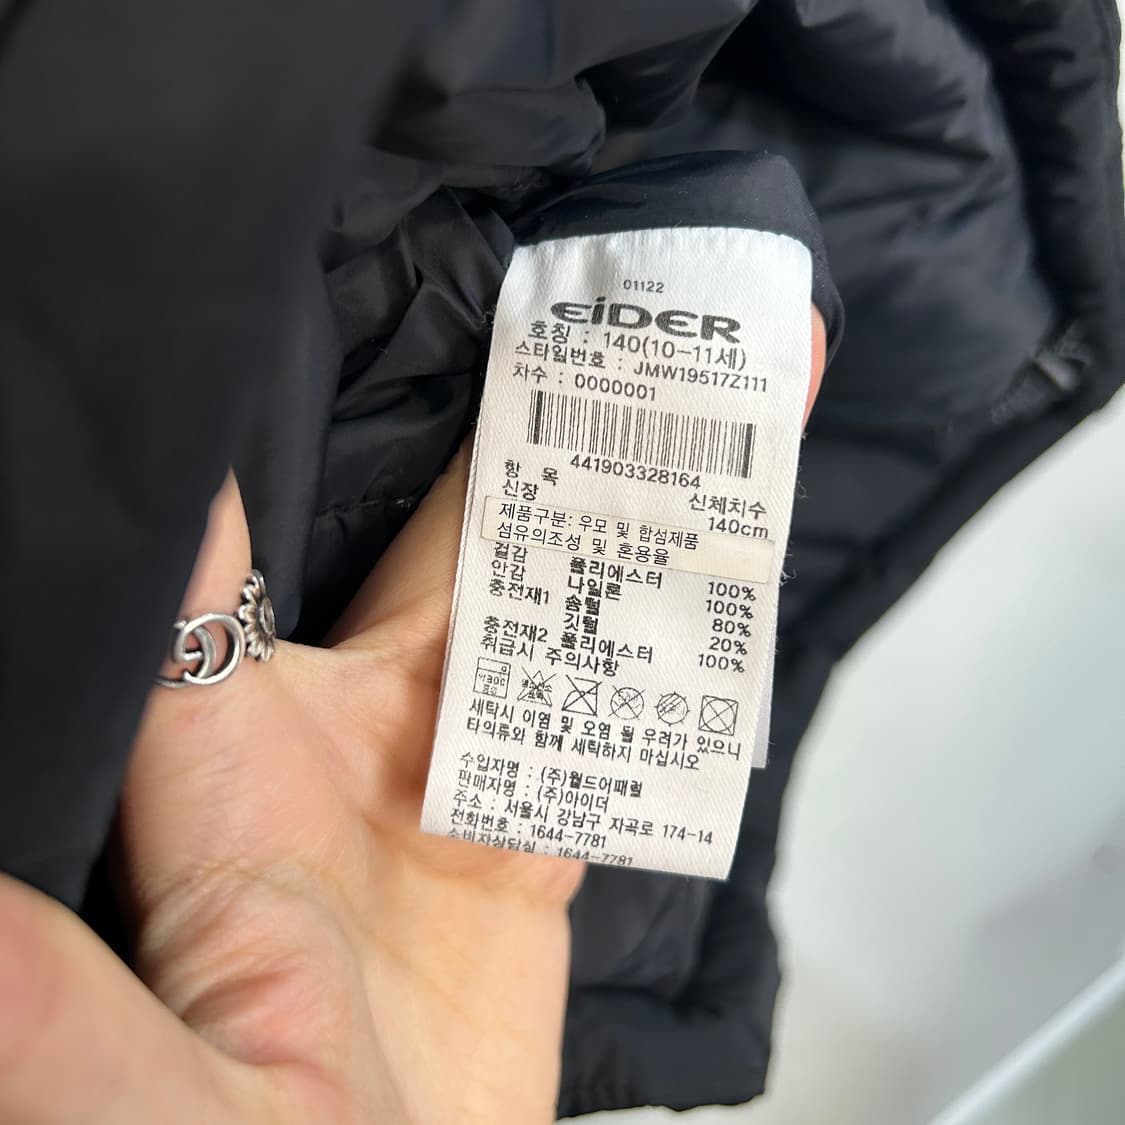 01122
EiDER
호칭 : 140(10-11세)
스타일번호 : JMW19517Z111
차수 : 0000001
441903328164
항 목 신체치수
신장 140cm
제품구분: 우모 및 합섬제품
섬유의조성 및 혼용율
겉감 폴리에스터 100%
안감 나일론 100%
충전재1 솜털 80%
깃털 20%
충전재2 폴리에스터 100%
취급시 주의사항
세탁시 이염 및 오염 될 우려가 있으니
타의류와 함께 세탁하지 마십시오
수입자명 : (주)월드어패럴
판매자명 : (주)아이더
주소 : 서울시 강남구 자곡로 174-14
전화번호 : 1644-7781
소비자상담실 : 1644-7781